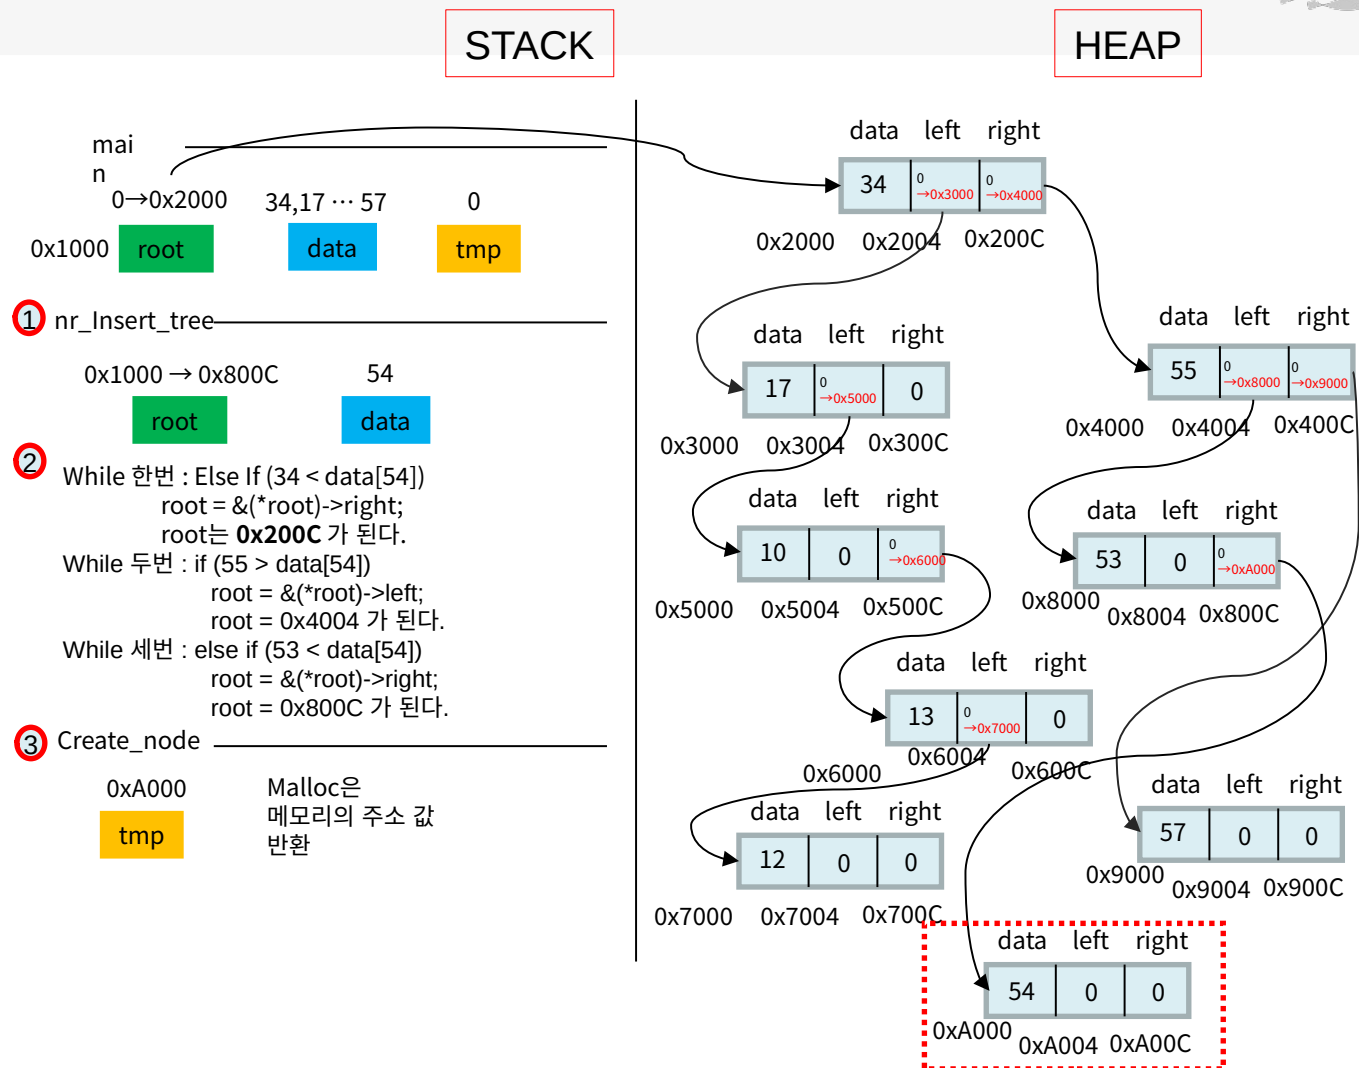 STACK
HEAP
mai
n
0→0x2000
34,17 ⋯ 57
0
0x1000
root
data
tmp
1
nr_Insert_tree
0x1000 → 0x800C
54
root
data
2
While 한번 : Else If (34 < data[54])
root = &(*root)->right;
root는 0x200C 가 된다.
While 두번 : if (55 > data[54])
root = &(*root)->left;
root = 0x4004 가 된다.
While 세번 : else if (53 < data[54])
root = &(*root)->right;
root = 0x800C 가 된다.
3
Create_node
0xA000
tmp
Malloc은
메모리의 주소 값
반환
data left right
34
0
→0x3000
0
→0x4000
0x2000 0x2004 0x200C
data left right
17
0
→0x5000
0
0x3000 0x3004 0x300C
data left right
55
0
→0x8000
0
→0x9000
0x4000 0x4004 0x400C
data left right
10
0
0
→0x6000
0x5000 0x5004 0x500C
data left right
53
0
0
→0xA000
0x8000 0x8004 0x800C
data left right
13
0
→0x7000
0
0x6000 0x6004 0x600C
data left right
12 0 0
0x7000 0x7004 0x700C
data left right
57 0 0
0x9000 0x9004 0x900C
data left right
54 0 0
0xA000 0xA004 0xA00C